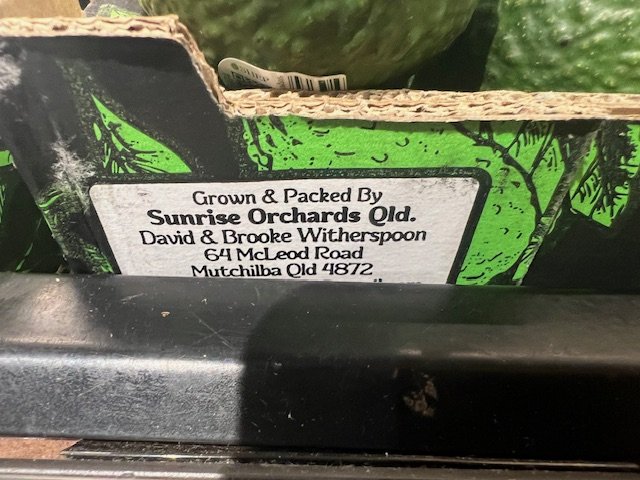 Grown & Packed By
Sunrise Orchards Qld.
David & Brooke Witherspoon
64 McLeod Road
Mutchilba Qld 4872